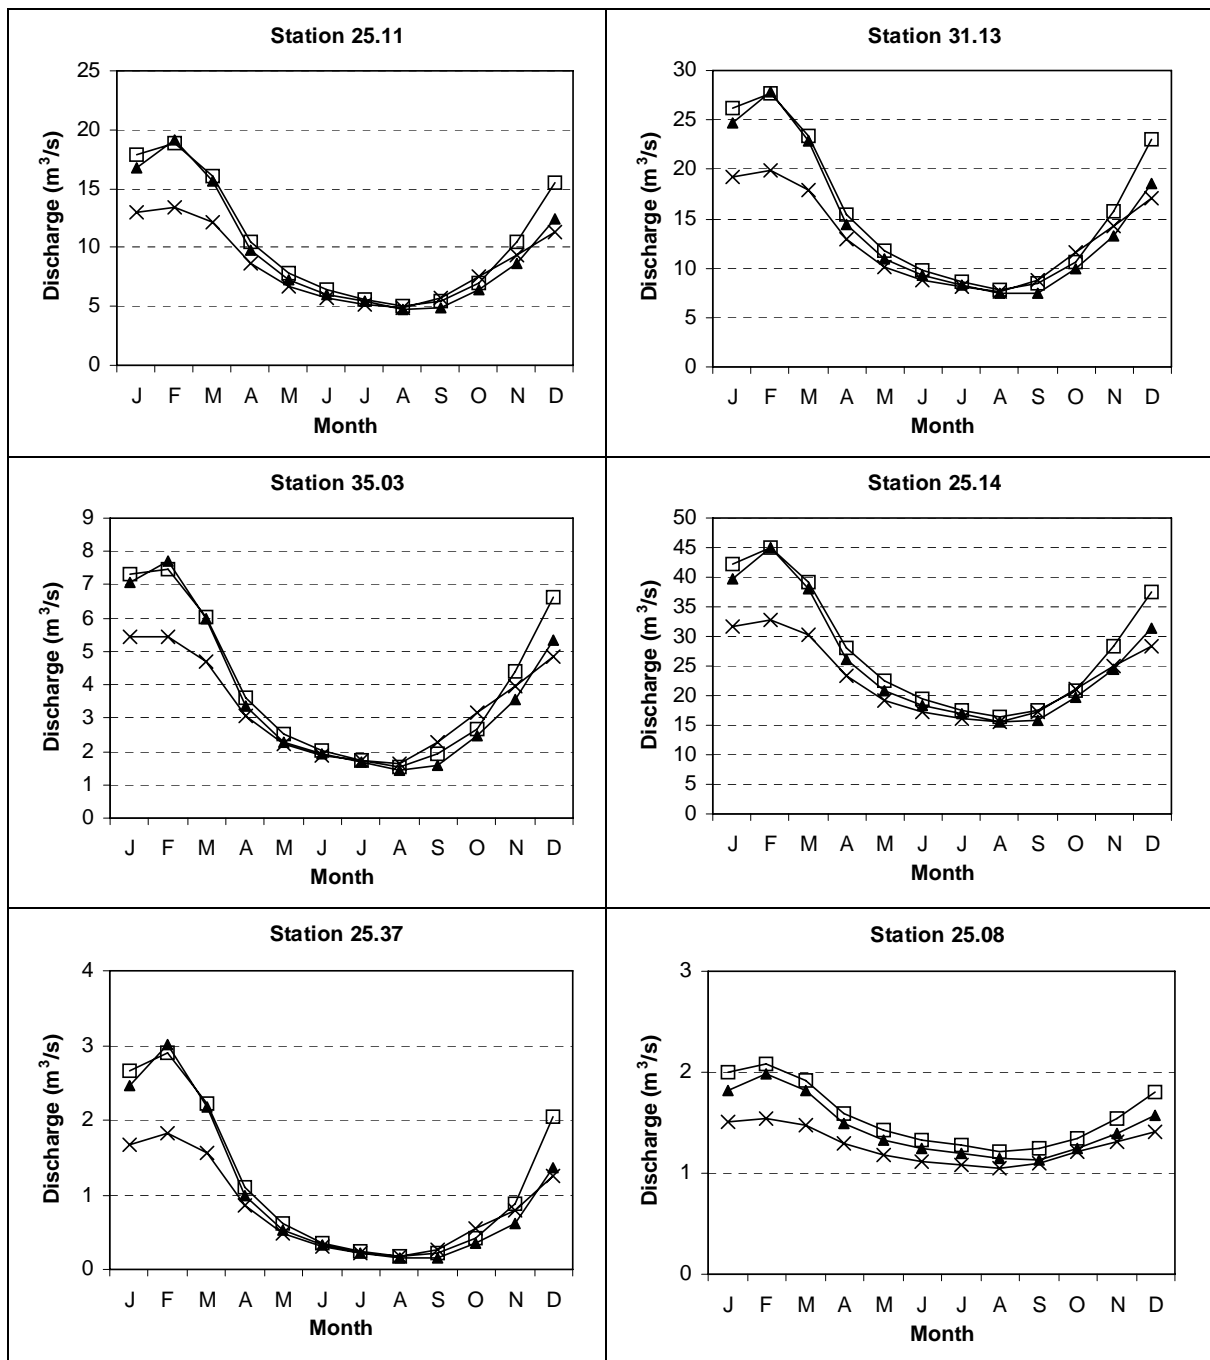 Station 25.11
25
20
15
10
5
0
Discharge (m³/s)
J F M A M J J A S O N D
Month
Station 31.13
30
25
20
15
10
5
0
Discharge (m³/s)
J F M A M J J A S O N D
Month
Station 35.03
9
8
7
6
5
4
3
2
1
0
Discharge (m³/s)
J F M A M J J A S O N D
Month
Station 25.14
50
45
40
35
30
25
20
15
10
5
0
Discharge (m³/s)
J F M A M J J A S O N D
Month
Station 25.37
4
3
2
1
0
Discharge (m³/s)
J F M A M J J A S O N D
Month
Station 25.08
3
2
1
0
Discharge (m³/s)
J F M A M J J A S O N D
Month